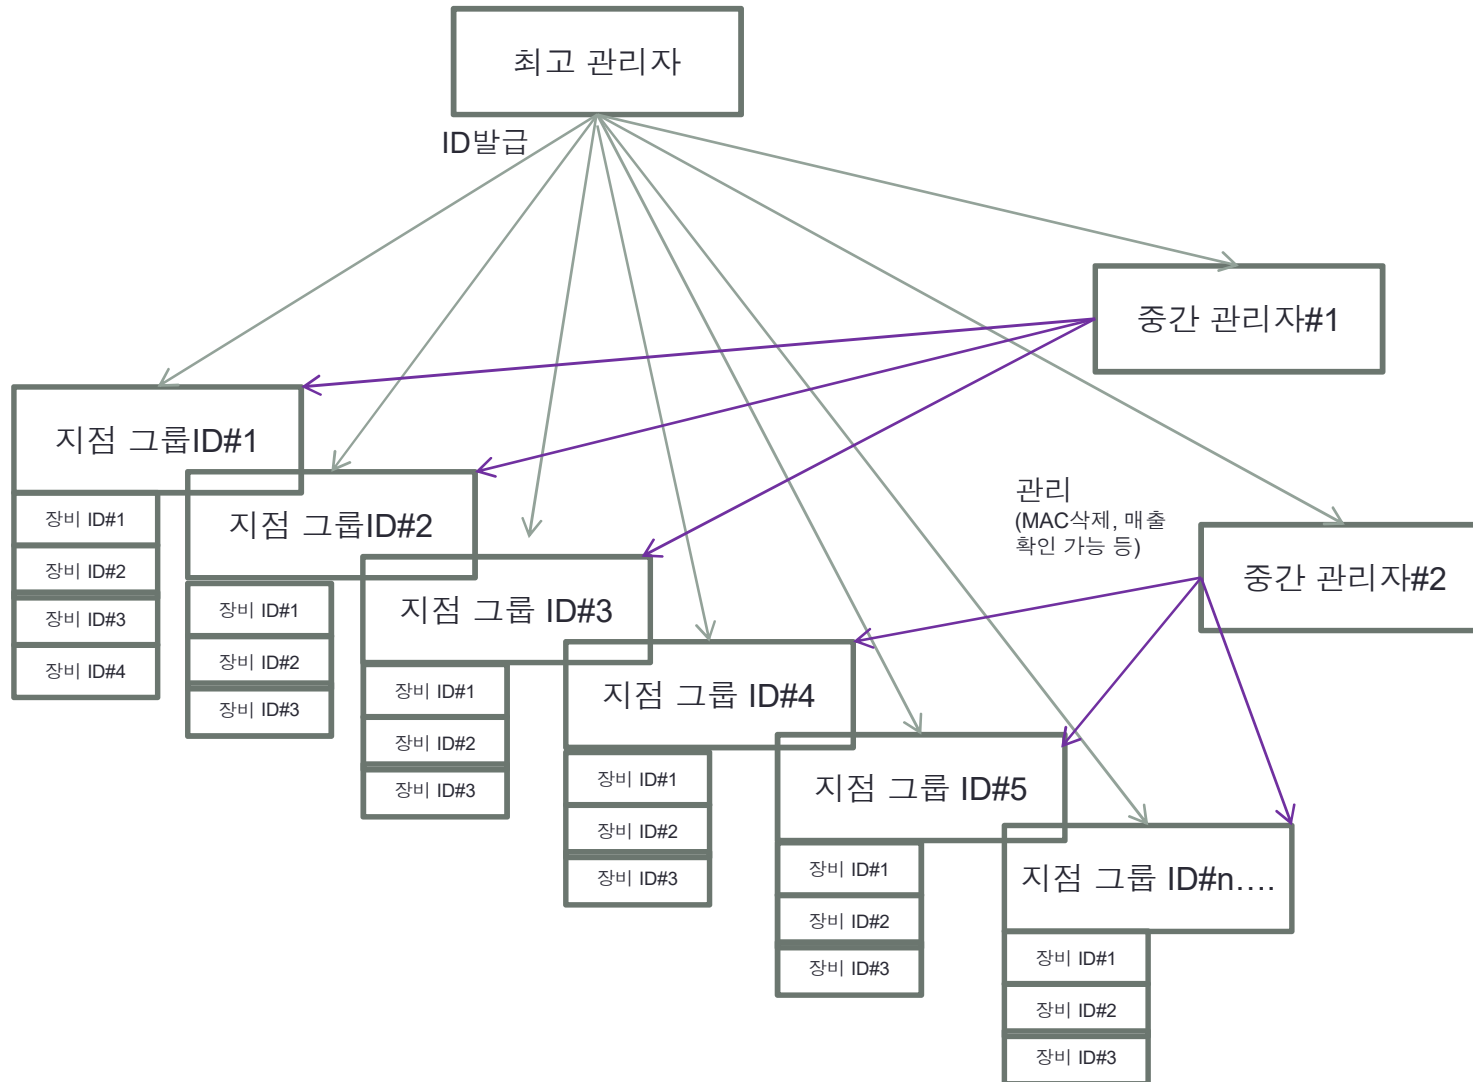 최고 관리자
ID발급
중간 관리자#1
지점 그룹ID#1
장비 ID#1
장비 ID#2
장비 ID#3
장비 ID#4
지점 그룹ID#2
장비 ID#1
장비 ID#2
장비 ID#3
관리
(MAC삭제, 매출
확인 가능 등)
중간 관리자#2
지점 그룹 ID#3
장비 ID#1
장비 ID#2
장비 ID#3
지점 그룹 ID#4
장비 ID#1
장비 ID#2
장비 ID#3
지점 그룹 ID#5
장비 ID#1
장비 ID#2
장비 ID#3
지점 그룹 ID#n….
장비 ID#1
장비 ID#2
장비 ID#3